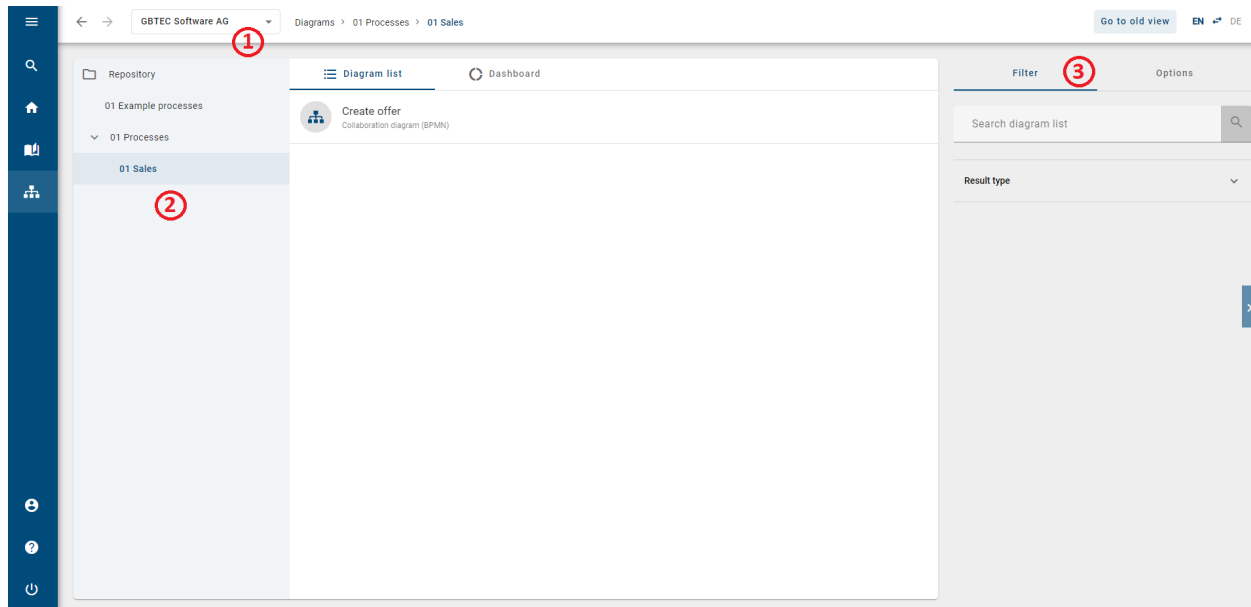 GBTEC Software AG
Diagrams > 01 Processes > 01 Sales
Go to old view
EN DE
1
Repository
01 Example processes
01 Processes
01 Sales
2
Diagram list
Dashboard
Create offer
Collaboration diagram (BPMN)
Filter
3
Options
Search diagram list
Result type